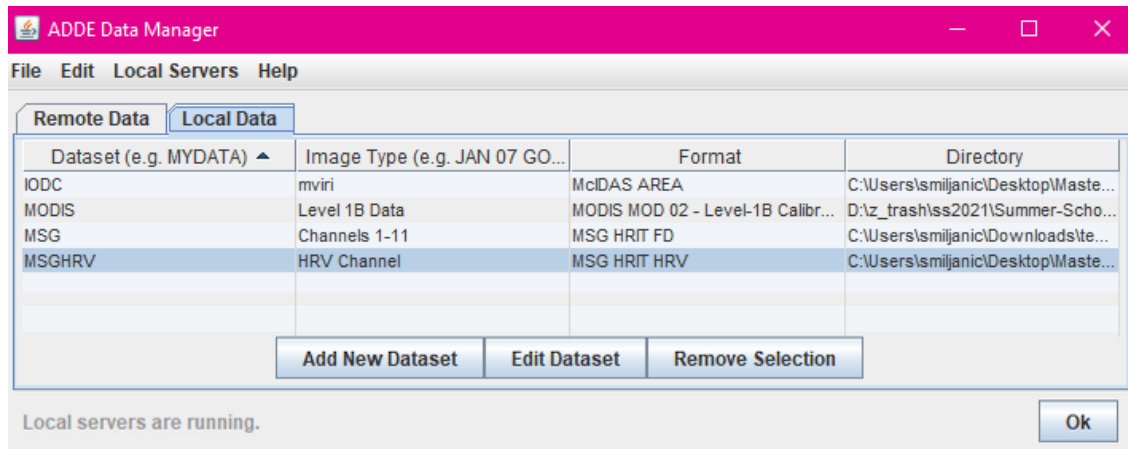 ADDE Data Manager
File Edit Local Servers Help
Remote Data Local Data
Dataset (e.g. MYDATA) Image Type (e.g. JAN 07 GO... Format Directory
IODC mviri McIDAS AREA C:\Users\smiljanic\Desktop\Maste...
MODIS Level 1B Data MODIS MOD 02 - Level-1B Calibr... D:\z_trash\ss2021\Summer-Scho...
MSG Channels 1-11 MSG HRIT FD C:\Users\smiljanic\Downloads\te...
MSGHRV HRV Channel MSG HRIT HRV C:\Users\smiljanic\Desktop\Maste...
Add New Dataset Edit Dataset Remove Selection
Local servers are running. Ok